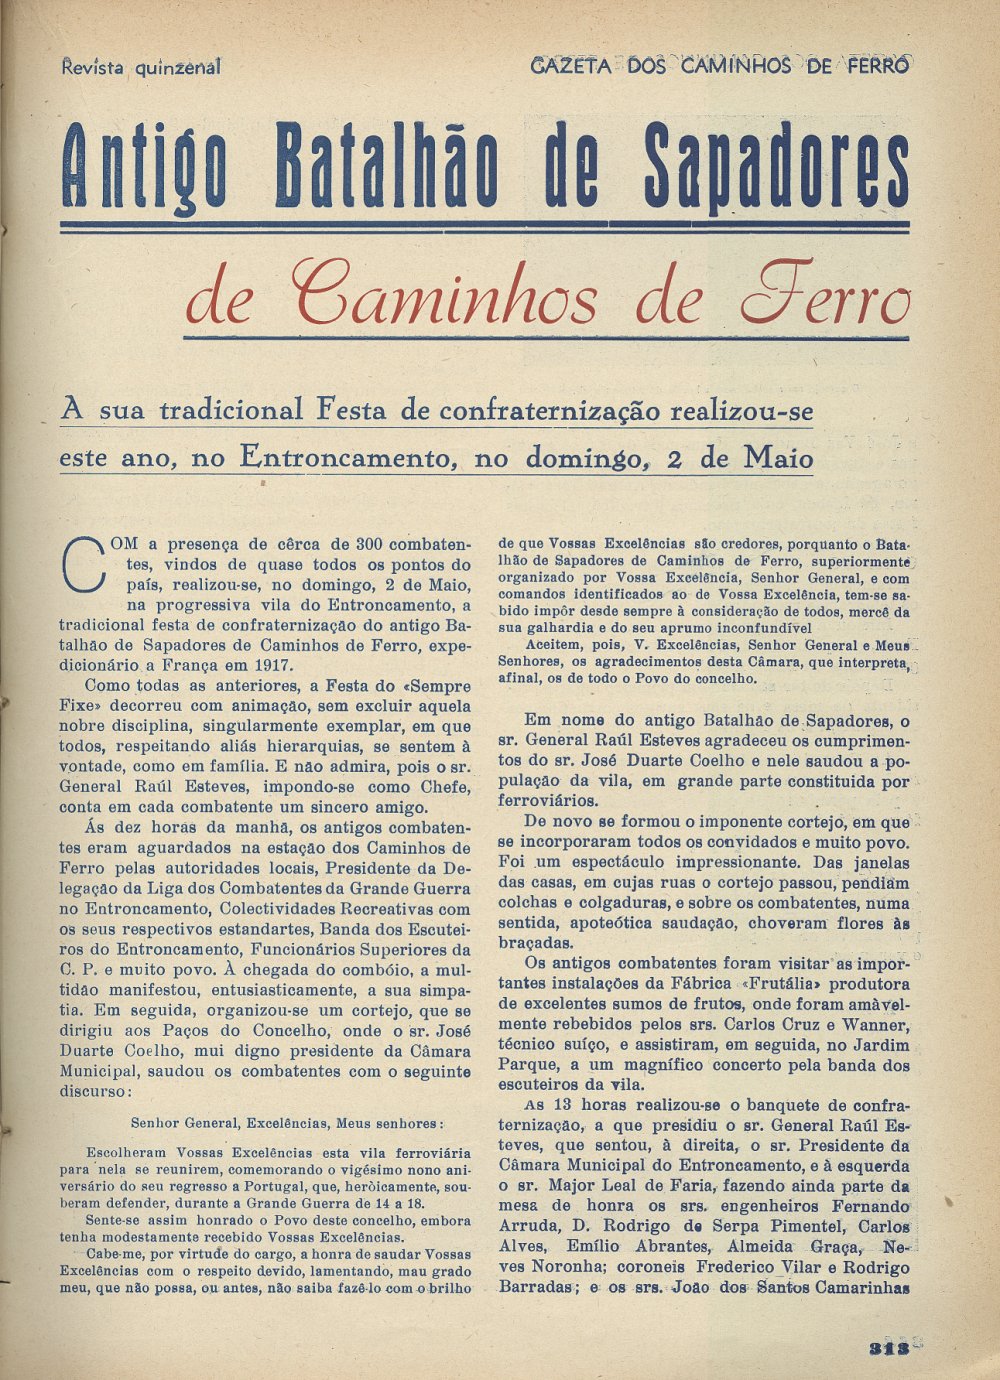 Revista quinzenal
GAZETA DOS CAMINHOS DE FERRO
Antigo Batalhão de Sapadores
de Caminhos de Ferro
A sua tradicional Festa de confraternização realizou-se
este ano, no Entroncamento, no domingo, 2 de Maio
COM a presença de cêrca de 300 combaten-
tes, vindos de quase todos os pontos do
país, realizou-se, no domingo, 2 de Maio,
na progressiva vila do Entroncamento, a
tradicional festa de confraternização do antigo Ba-
talhão de Sapadores de Caminhos de Ferro, expe-
dicionário a França em 1917.
Como todas as anteriores, a Festa do «Sempre
Fixe» decorreu com animação, sem excluir aquela
nobre disciplina, singularmente exemplar, em que
todos, respeitando aliás hierarquias, se sentem à
vontade, como em família. E não admira, pois o sr.
General Raúl Esteves, impondo-se como Chefe,
conta em cada combatente um sincero amigo.
Ás dez horas da manhã, os antigos combaten-
tes eram aguardados na estação dos Caminhos de
Ferro pelas autoridades locais, Presidente da De-
legação da Liga dos Combatentes da Grande Guerra
no Entroncamento, Colectividades Recreativas com
os seus respectivos estandartes, Banda dos Escutei-
ros do Entroncamento, Funcionários Superiores da
C. P. e muito povo. À chegada do combóio, a mul-
tidão manifestou, entusiasticamente, a sua simpa-
tia. Em seguida, organizou-se um cortejo, que se
dirigiu aos Paços do Concelho, onde o sr. José
Duarte Coelho, mui digno presidente da Câmara
Municipal, saudou os combatentes com o seguinte
discurso:
Senhor General, Excelências, Meus senhores:
Escolheram Vossas Excelências esta vila ferroviária
para nela se reunirem, comemorando o vigésimo nono ani-
versário do seu regresso a Portugal, que, heròicamente, sou-
beram defender, durante a Grande Guerra de 14 a 18.
Sente-se assim honrado o Povo deste concelho, embora
tenha modestamente recebido Vossas Excelências.
Cabe-me, por virtude do cargo, a honra de saudar Vossas
Excelências com o respeito devido, lamentando, mau grado
meu, que não possa, ou antes, não saiba fazê-lo com o brilho
de que Vossas Excelências são credores, porquanto o Bata-
lhão de Sapadores de Caminhos de Ferro, superiormente
organizado por Vossa Excelência, Senhor General, e com
comandos identificados ao de Vossa Excelência, tem-se sa-
bido impôr desde sempre à consideração de todos, mercê da
sua galhardia e do seu aprumo inconfundível
Aceitem, pois, V. Excelências, Senhor General e Meus
Senhores, os agradecimentos desta Câmara, que interpreta,
afinal, os de todo o Povo do concelho.
Em nome do antigo Batalhão de Sapadores, o
sr. General Raúl Esteves agradeceu os cumprimen-
tos do sr. José Duarte Coelho e nele saudou a po-
pulação da vila, em grande parte constituida por
ferroviários.
De novo se formou o imponente cortejo, em que
se incorporaram todos os convidados e muito povo.
Foi um espectáculo impressionante. Das janelas
das casas, em cujas ruas o cortejo passou, pendiam
colchas e colgaduras, e sobre os combatentes, numa
sentida, apoteótica saudação, choveram flores às
braçadas.
Os antigos combatentes foram visitar as impor-
tantes instalações da Fábrica «Frutália» produtora
de excelentes sumos de frutos, onde foram amàvel-
mente rebebidos pelos srs. Carlos Cruz e Wanner,
técnico suíço, e assistiram, em seguida, no Jardim
Parque, a um magnífico concerto pela banda dos
escuteiros da vila.
As 13 horas realizou-se o banquete de confra-
ternização, a que presidiu o sr. General Raúl Es-
teves, que sentou, à direita, o sr. Presidente da
Câmara Municipal do Entroncamento, e à esquerda
o sr. Major Leal de Faria, fazendo ainda parte da
mesa de honra os srs. engenheiros Fernando
Arruda, D. Rodrigo de Serpa Pimentel, Carlos
Alves, Emílio Abrantes, Almeida Graça, Ne-
ves Noronha; coroneis Frederico Vilar e Rodrigo
Barradas; e os srs. João dos Santos Camarinhas
313